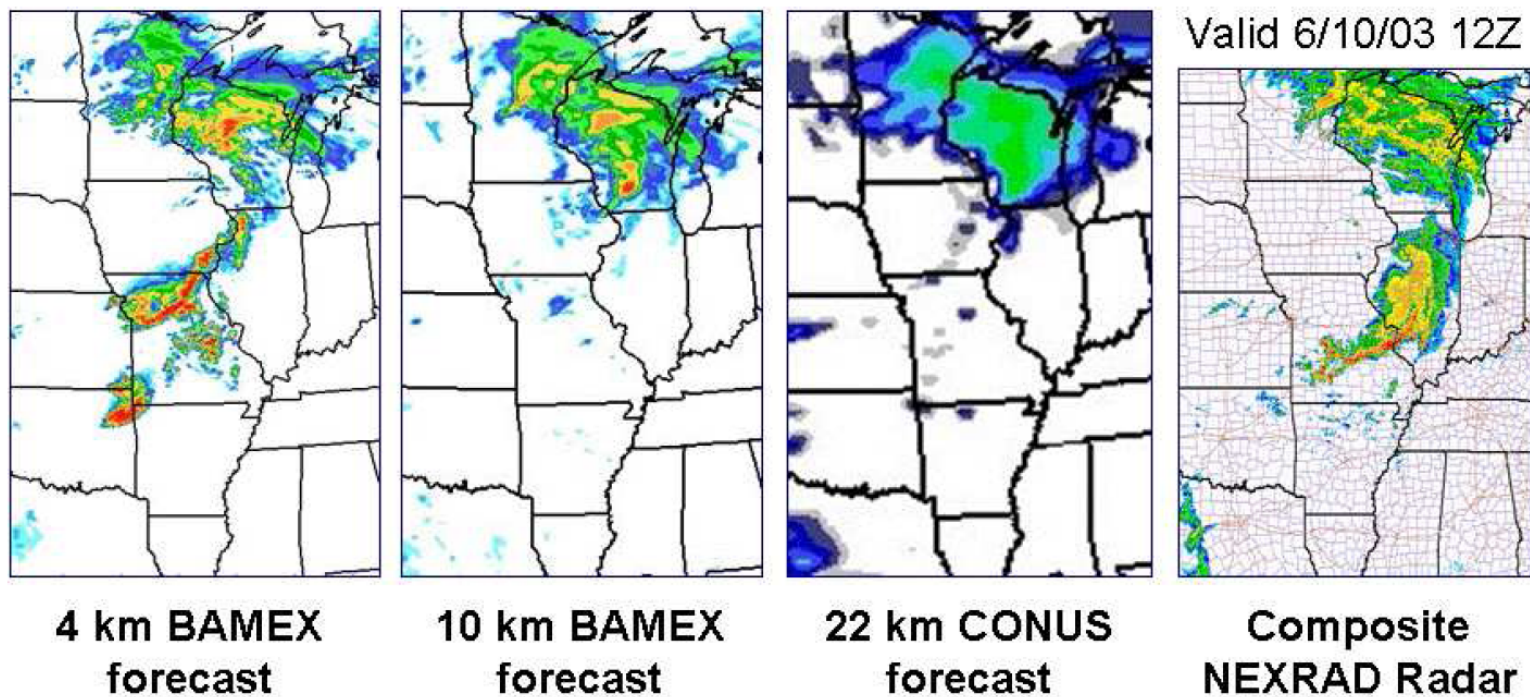 Valid 6/10/03 12Z
4 km BAMEX
forecast
10 km BAMEX
forecast
22 km CONUS
forecast
Composite
NEXRAD Radar